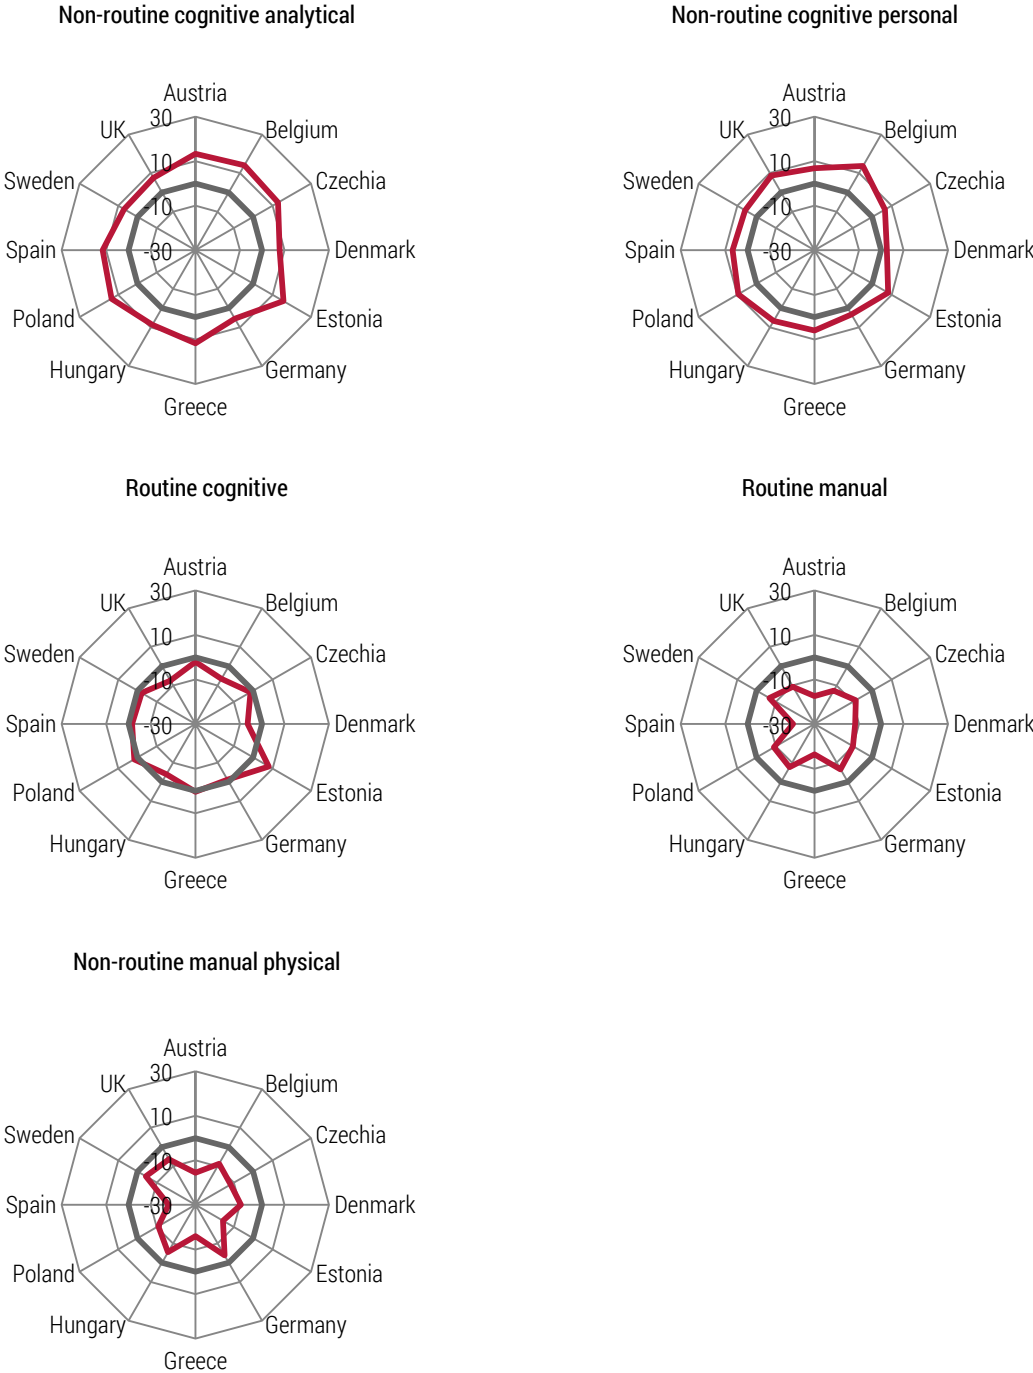 Non-routine cognitive analytical
Austria
30
UK
Belgium
10
Sweden
Czechia
-10
Spain
-30
Denmark
Poland
Estonia
Hungary
Germany
Greece
Non-routine cognitive personal
Austria
30
UK
Belgium
10
Sweden
Czechia
-10
Spain
-30
Denmark
Poland
Estonia
Hungary
Germany
Greece
Routine cognitive
Austria
30
UK
Belgium
10
Sweden
Czechia
-10
Spain
-30
Denmark
Poland
Estonia
Hungary
Germany
Greece
Routine manual
Austria
30
UK
Belgium
10
Sweden
Czechia
-10
Spain
-30
Denmark
Poland
Estonia
Hungary
Germany
Greece
Non-routine manual physical
Austria
30
UK
Belgium
10
Sweden
Czechia
-10
Spain
-30
Denmark
Poland
Estonia
Hungary
Germany
Greece